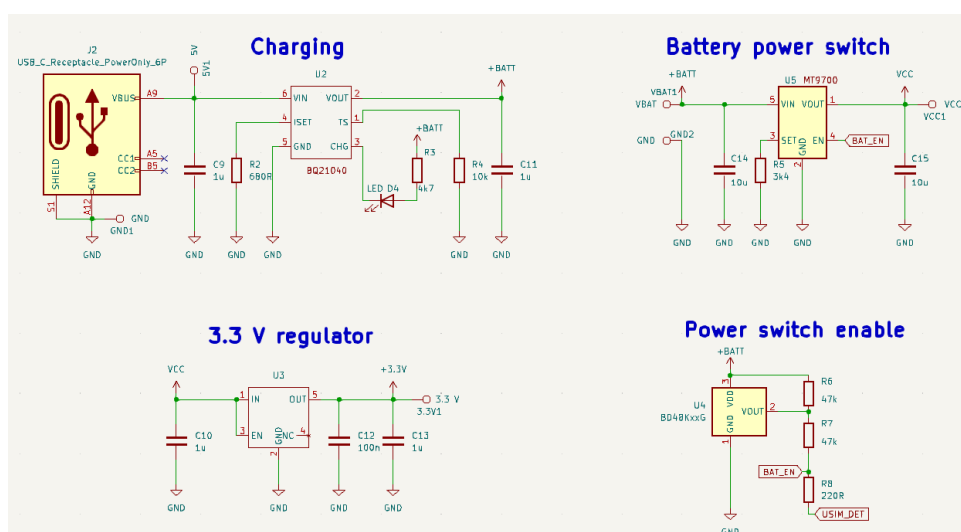 Charging
J2
USB_C_Receptacle_PowerOnly_6P
VBUS A9
CC1 A5
CC2 B5
SHIELD
GND
S1
A12
GND
GND1
GND
5V
5V1
C9
1u
GND
R2
680R
GND
GND
U2
6 VIN VOUT 2
TS 1
4 ISET
5 GND CHG 3
BQ21040
LED D4
+BATT
R3
4k7
R4
10k
GND
+BATT
C11
1u
GND
Battery power switch
+BATT
VBAT1
VBAT
GND GND2
GND
C14
10u
GND
R5
3k4
GND
U5 MT9700
5 VIN VOUT 1
3 SET EN 4
GND
2
GND
BAT_EN
VCC
VCC
VCC1
C15
10u
GND
3.3 V regulator
VCC
C10
1u
GND
U3
1 IN OUT 5
3 EN NC 4
GND
2
GND
C12
100n
GND
+3.3V
3.3 V
3.3V1
C13
1u
GND
Power switch enable
+BATT
U4
BD48KxxG
3
VDD
VOUT 2
GND
1
GND
R6
47k
R7
47k
BAT_EN
R8
220R
USIM_DET